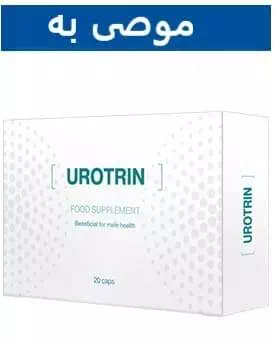 موصى به
[ UROTRIN ]
FOOD SUPPLEMENT
Beneficial for male health
20 caps
UROTRIN